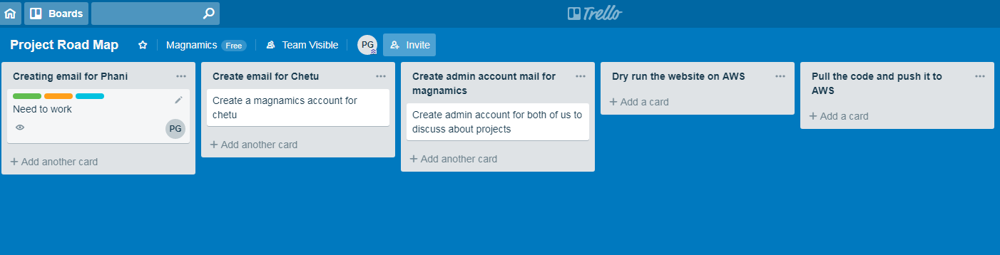 Boards
Trello
Project Road Map
Magnamics Free
Team Visible
PG
Invite
Creating email for Phani
Need to work
PG
+ Add another card
Create email for Chetu
Create a magnamics account for
chetu
+ Add another card
Create admin account mail for
magnamics
Create admin account for both of us to
discuss about projects
+ Add another card
Dry run the website on AWS
+ Add a card
Pull the code and push it to
AWS
+ Add a card